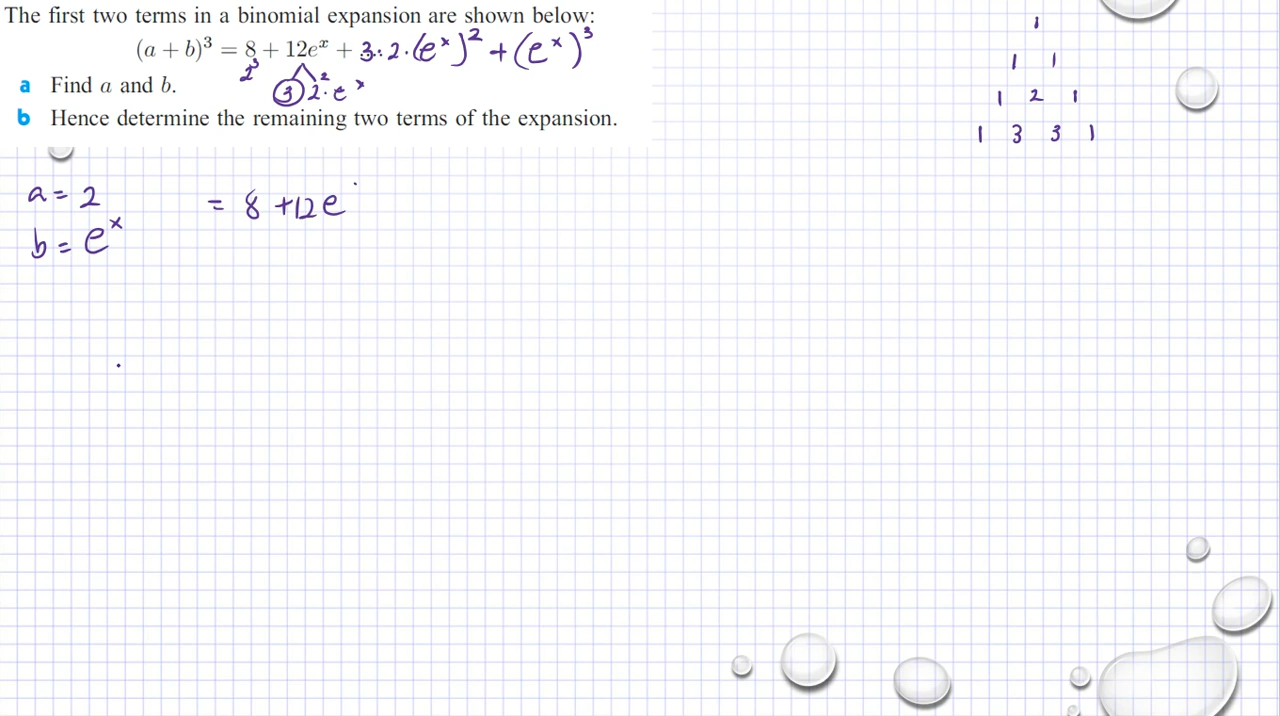 The first two terms in a binomial expansion are shown below:
(a + b)³ = 8 + 12eˣ + 3·2·(eˣ)² + (eˣ)³
2³ ③2²·eˣ
a Find a and b.
b Hence determine the remaining two terms of the expansion.
1
1 1
1 2 1
1 3 3 1
a = 2
b = eˣ
= 8 + 12e